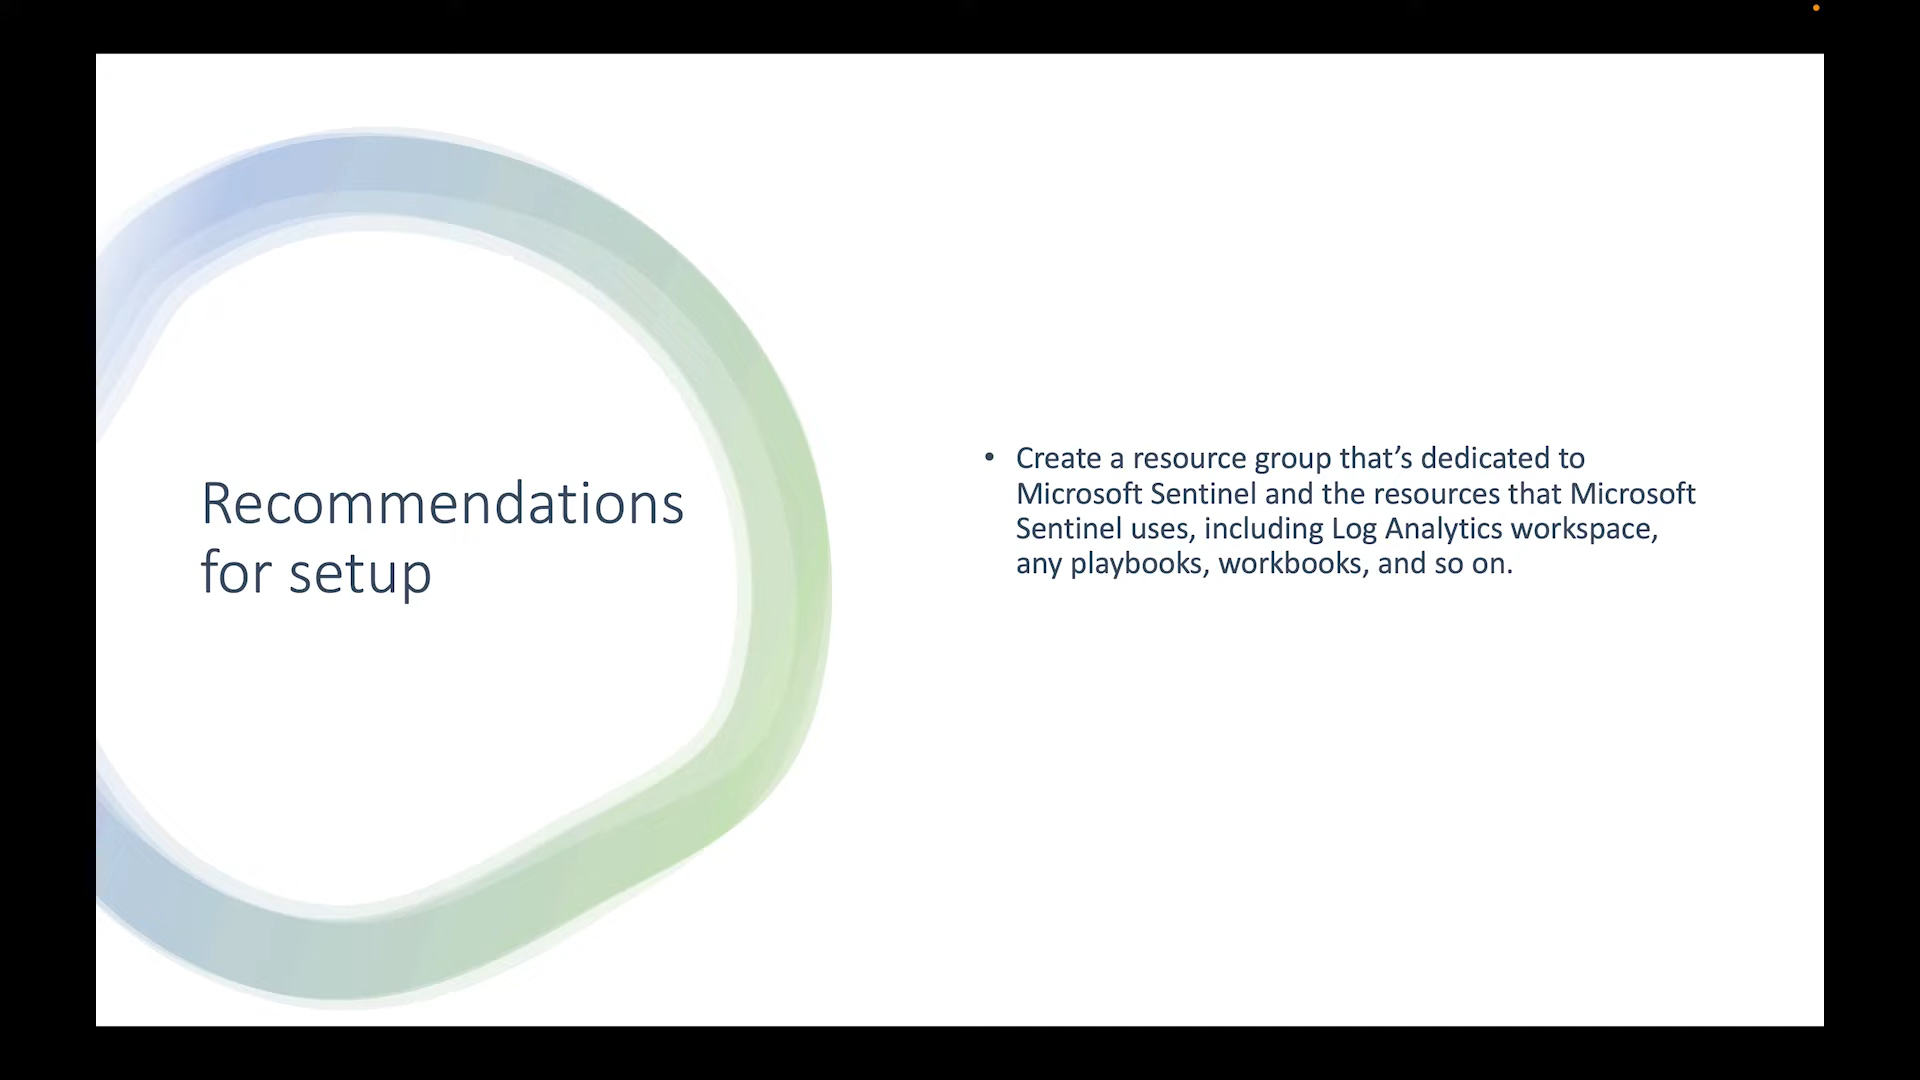 Recommendations
for setup
• Create a resource group that’s dedicated to
Microsoft Sentinel and the resources that Microsoft
Sentinel uses, including Log Analytics workspace,
any playbooks, workbooks, and so on.